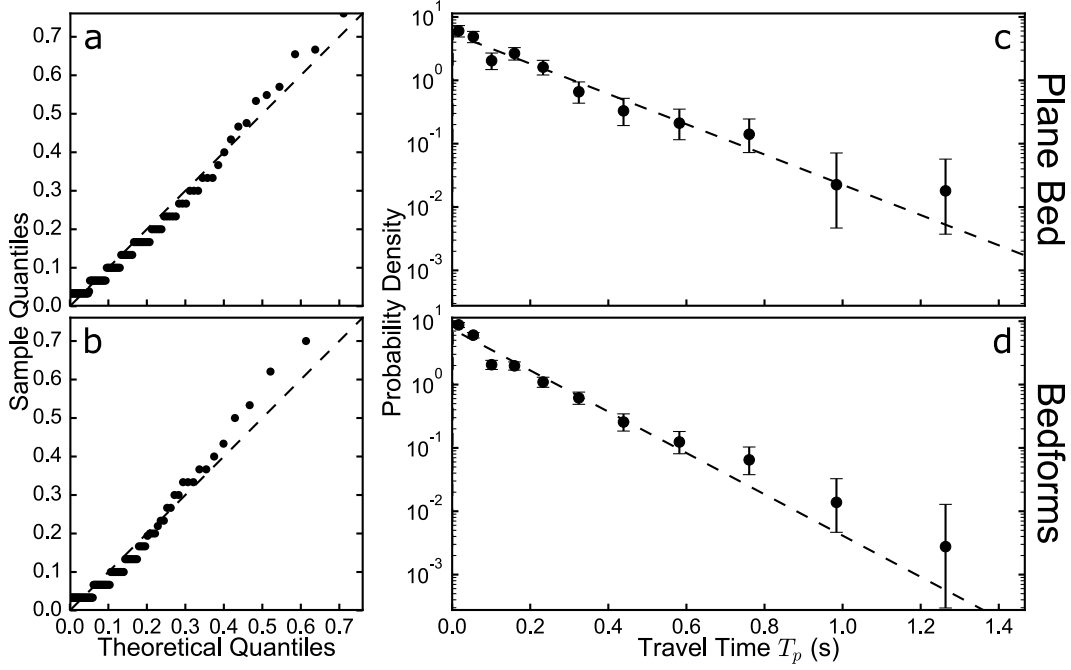 a
0.7
0.6
0.5
0.4
0.3
0.2
0.1
0.0
c
10^1
10^0
10^-1
10^-2
10^-3
Plane Bed
b
0.7
0.6
0.5
0.4
0.3
0.2
0.1
0.0
0.0 0.1 0.2 0.3 0.4 0.5 0.6 0.7
Theoretical Quantiles
Sample Quantiles
d
10^1
10^0
10^-1
10^-2
10^-3
0.0 0.2 0.4 0.6 0.8 1.0 1.2 1.4
Travel Time T_p (s)
Probability Density
Bedforms